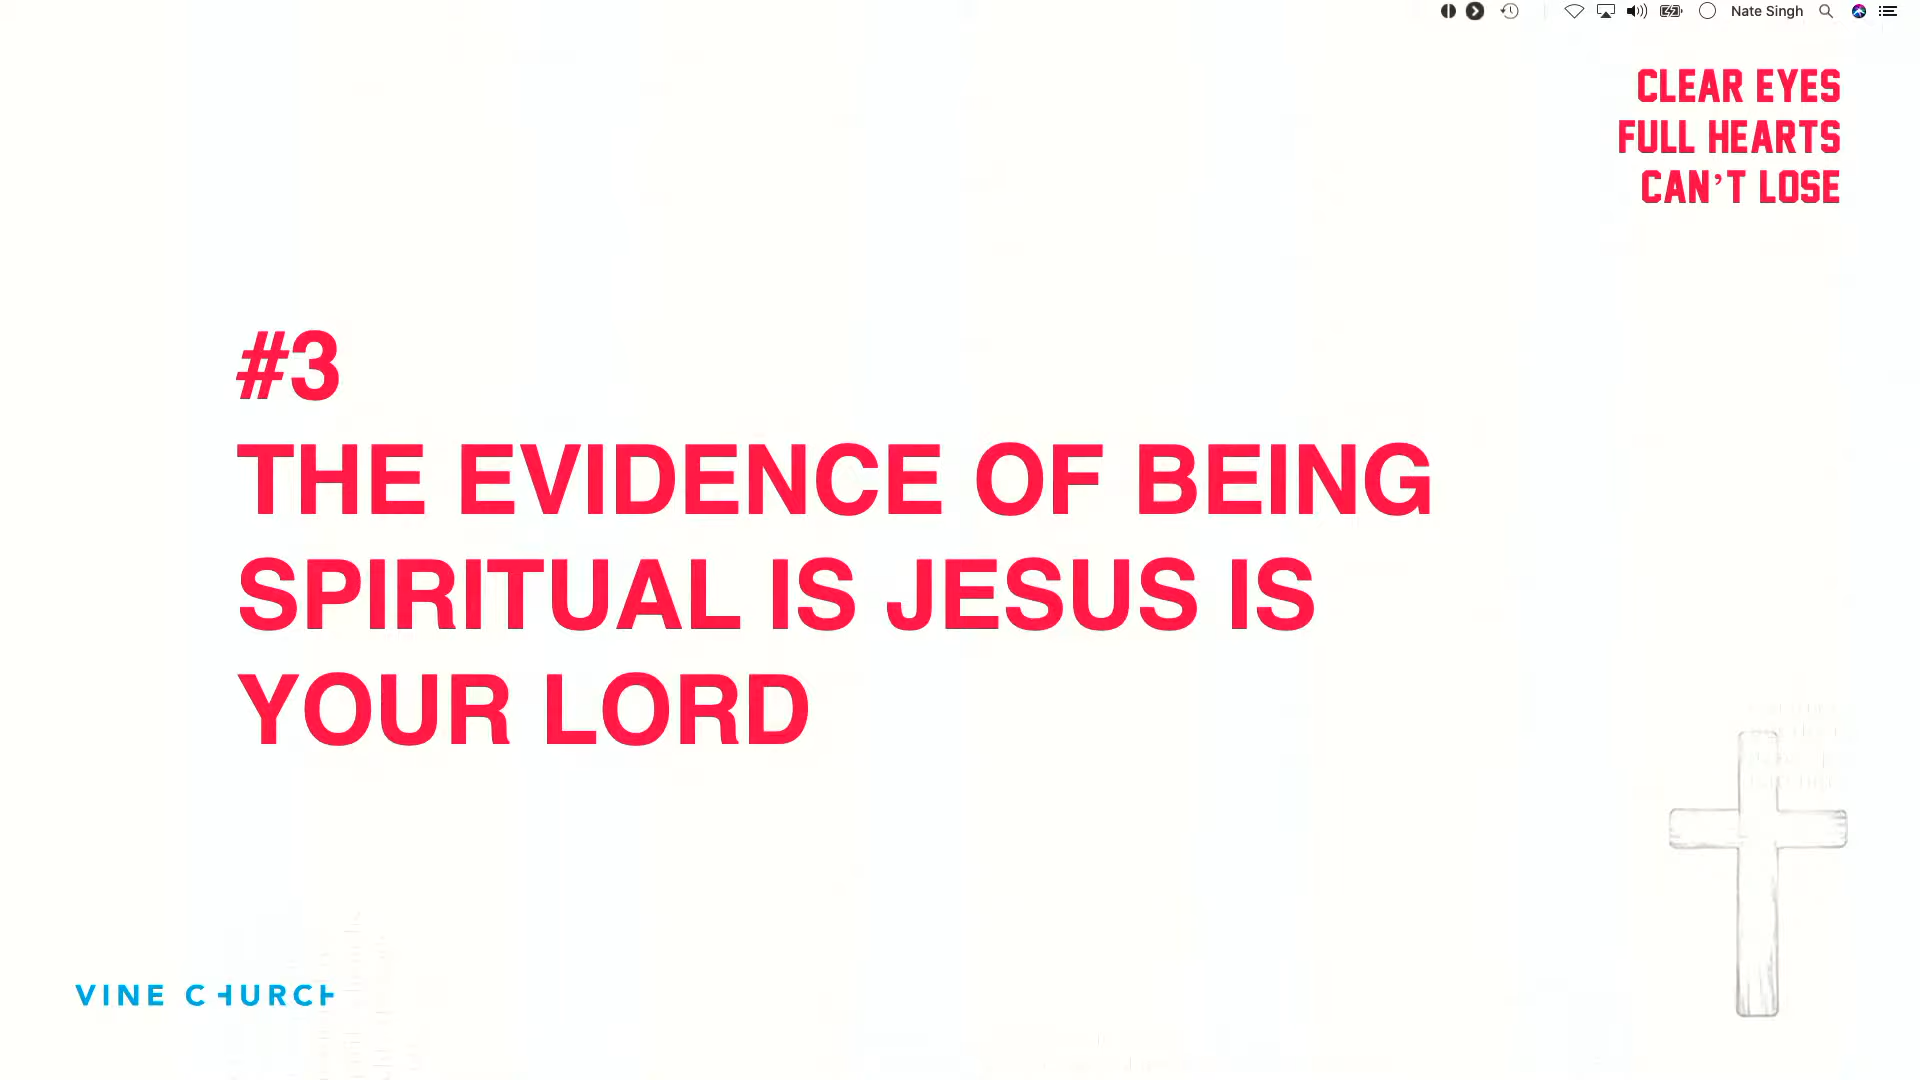 Nate Singh
CLEAR EYES
FULL HEARTS
CAN'T LOSE
#3
THE EVIDENCE OF BEING
SPIRITUAL IS JESUS IS
YOUR LORD
VINE CHURCH